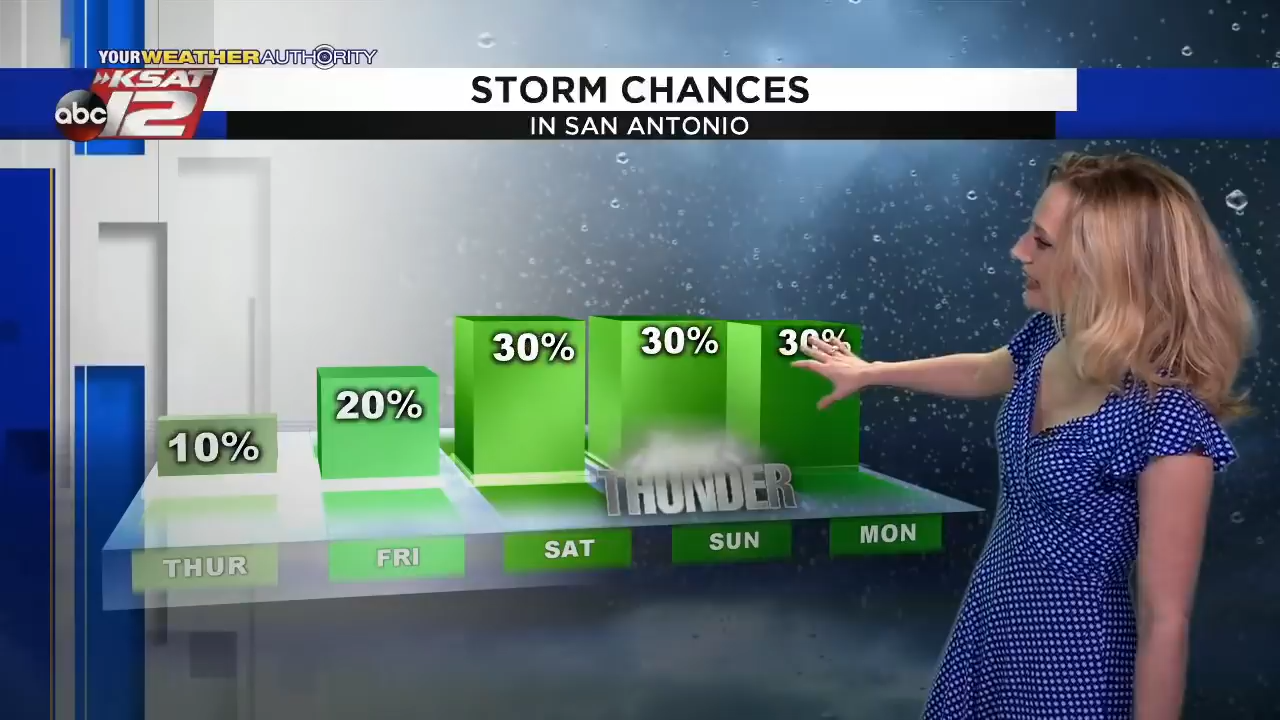 YOUR WEATHER AUTHORITY
KSAT
abc 12
STORM CHANCES
IN SAN ANTONIO
10%
20%
30%
30%
30%
THUNDER
THUR
FRI
SAT
SUN
MON